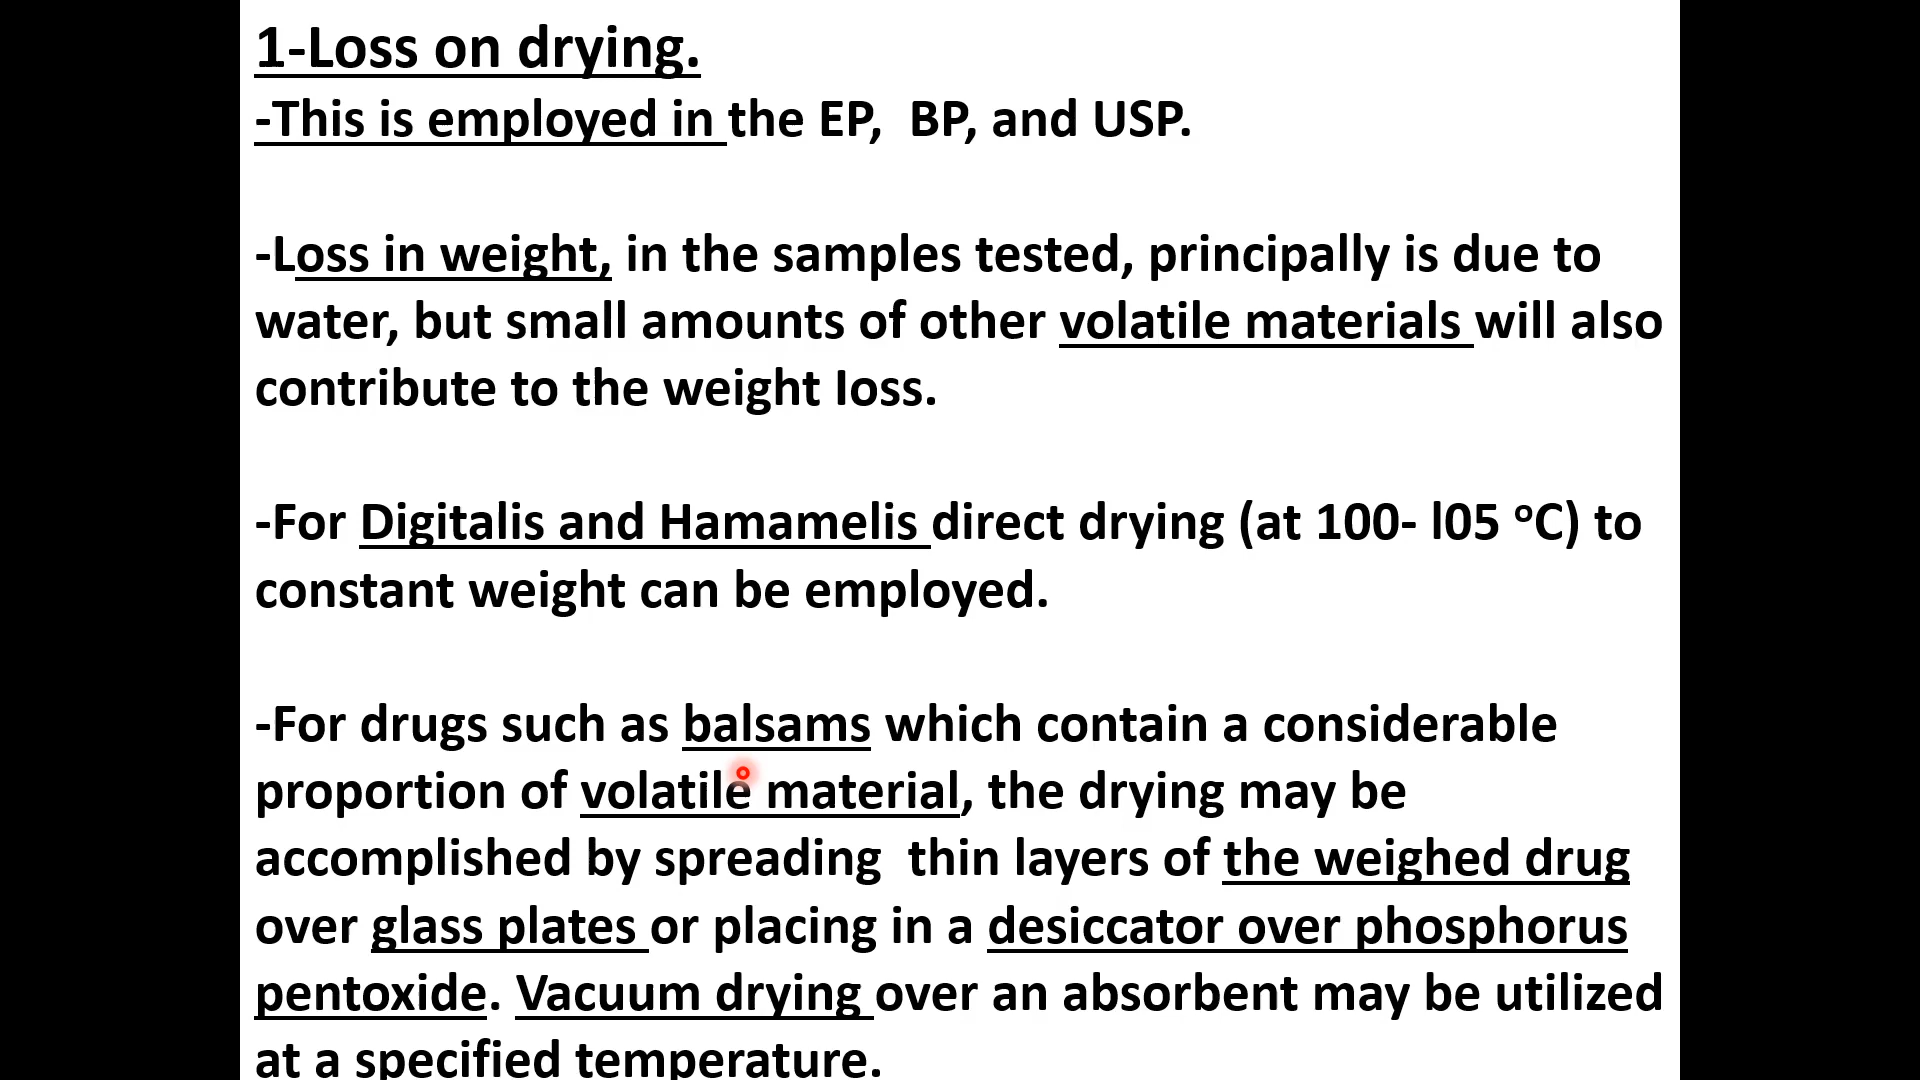 1-Loss on drying.
-This is employed in the EP,  BP, and USP.
-Loss in weight, in the samples tested, principally is due to
water, but small amounts of other volatile materials will also
contribute to the weight Ioss.
-For Digitalis and Hamamelis direct drying (at 100- l05 ᵒC) to
constant weight can be employed.
-For drugs such as balsams which contain a considerable
proportion of volatile material, the drying may be
accomplished by spreading  thin layers of the weighed drug
over glass plates or placing in a desiccator over phosphorus
pentoxide. Vacuum drying over an absorbent may be utilized
at a specified temperature.